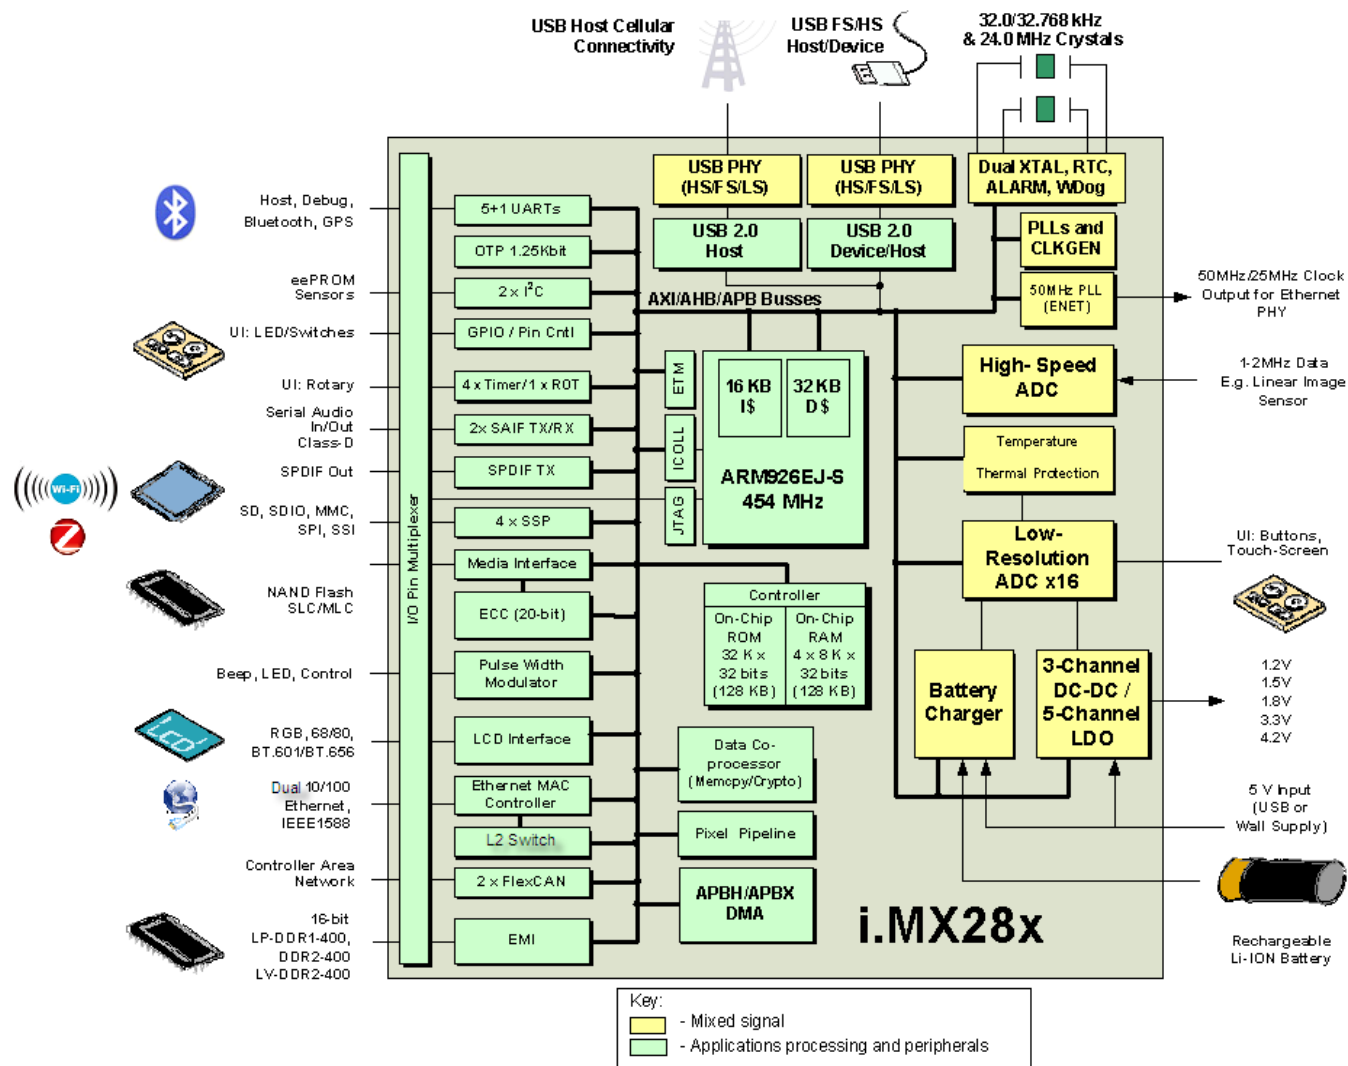 USB Host Cellular
Connectivity
USB FS/HS
Host/Device
32.0/32.768 kHz
& 24.0 MHz Crystals
USB PHY
(HS/FS/LS)
USB PHY
(HS/FS/LS)
Dual XTAL, RTC,
ALARM, WDog
USB 2.0
Host
USB 2.0
Device/Host
PLLs and
CLKGEN
50MHz PLL
(ENET)
50MHz/25MHz Clock
Output for Ethernet
PHY
AXI/AHB/APB Busses
Host, Debug,
Bluetooth, GPS
5+1 UARTs
OTP 1.25Kbit
eePROM
Sensors
2 x I²C
UI: LED/Switches
GPIO / Pin Cntl
UI: Rotary
4 x Timer/1 x ROT
Serial Audio
In/Out
Class-D
2x SAIF TX/RX
SPDIF Out
SPDIF TX
Wi-Fi
SD, SDIO, MMC,
SPI, SSI
4 x SSP
Media Interface
NAND Flash
SLC/MLC
ECC (20-bit)
Beep, LED, Control
Pulse Width
Modulator
LCD
RGB, 68/80,
BT.601/BT.656
LCD Interface
Dual 10/100
Ethernet,
IEEE1588
Ethernet MAC
Controller
L2 Switch
Controller Area
Network
2 x FlexCAN
16-bit
LP-DDR1-400,
DDR2-400
LV-DDR2-400
EMI
I/O Pin Multiplexer
ETM
ICOLL
JTAG
16 KB
I$
32 KB
D$
ARM926EJ-S
454 MHz
Controller
On-Chip
ROM
32 K x
32 bits
(128 KB)
On-Chip
RAM
4 x 8 K x
32 bits
(128 KB)
Data Co-
processor
(Memcpy/Crypto)
Pixel Pipeline
APBH/APBX
DMA
High- Speed
ADC
1-2MHz Data
E.g. Linear Image
Sensor
Temperature
Thermal Protection
Low-
Resolution
ADC x16
UI: Buttons,
Touch-Screen
Battery
Charger
3-Channel
DC-DC /
5-Channel
LDO
1.2V
1.5V
1.8V
3.3V
4.2V
5 V Input
(USB or
Wall Supply)
Rechargeable
Li-ION Battery
i.MX28x
Key:
- Mixed signal
- Applications processing and peripherals